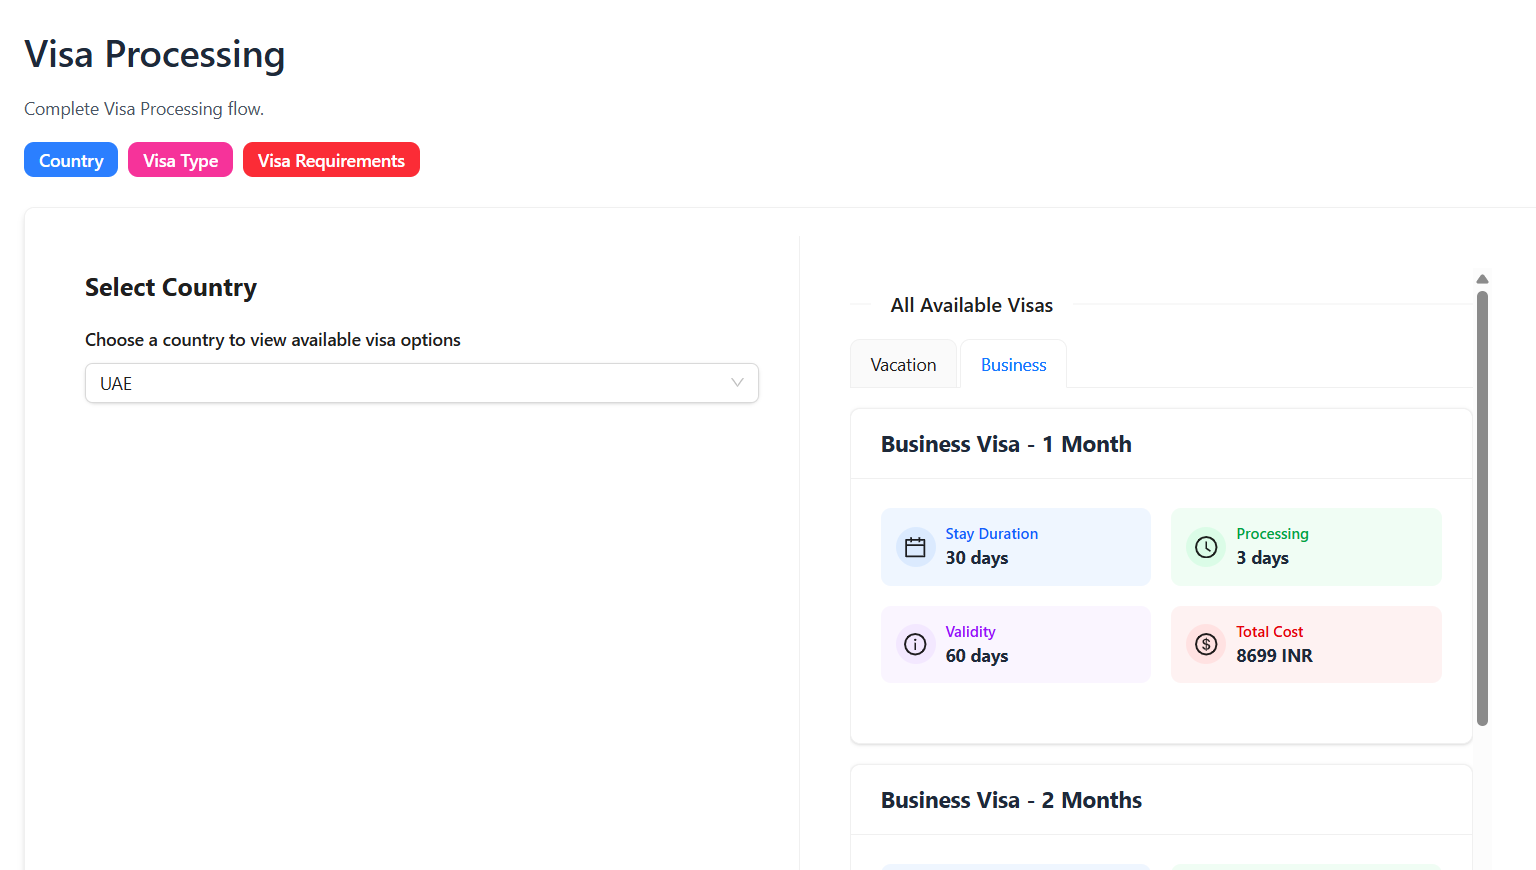 Visa Processing
Complete Visa Processing flow.
Country
Visa Type
Visa Requirements
Select Country
Choose a country to view available visa options
UAE
All Available Visas
Vacation
Business
Business Visa - 1 Month
Stay Duration
30 days
Processing
3 days
Validity
60 days
Total Cost
8699 INR
Business Visa - 2 Months